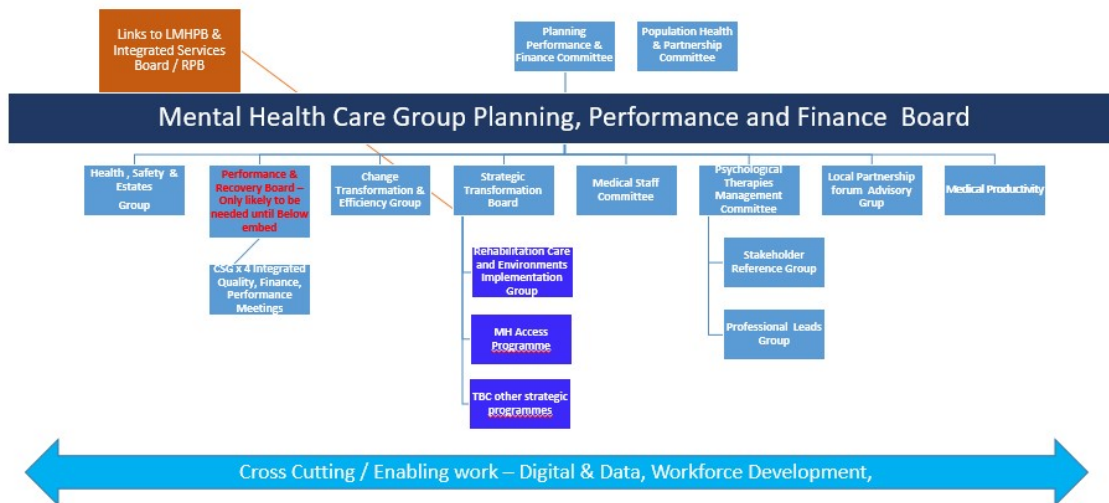 Links to LMHPB &
Integrated Services
Board / RPB
Planning
Performance &
Finance Committee
Population Health
& Partnership
Committee
Mental Health Care Group Planning, Performance and Finance Board
Health , Safety &
Estates
Group
Performance &
Recovery Board –
Only likely to be
needed until Below
embed
Change
Transformation &
Efficiency Group
Strategic
Transformation
Board
Medical Staff
Committee
Psychological
Therapies
Management
Committee
Local Partnership
forum Advisory
Grup
Medical Productivity
CSG x 4 Integrated
Quality, Finance,
Performance
Meetings
Rehabilitation Care
and Environments
Implementation
Group
MH Access
Programme
TBC other strategic
programmes
Stakeholder
Reference Group
Professional Leads
Group
Cross Cutting / Enabling work – Digital & Data, Workforce Development,